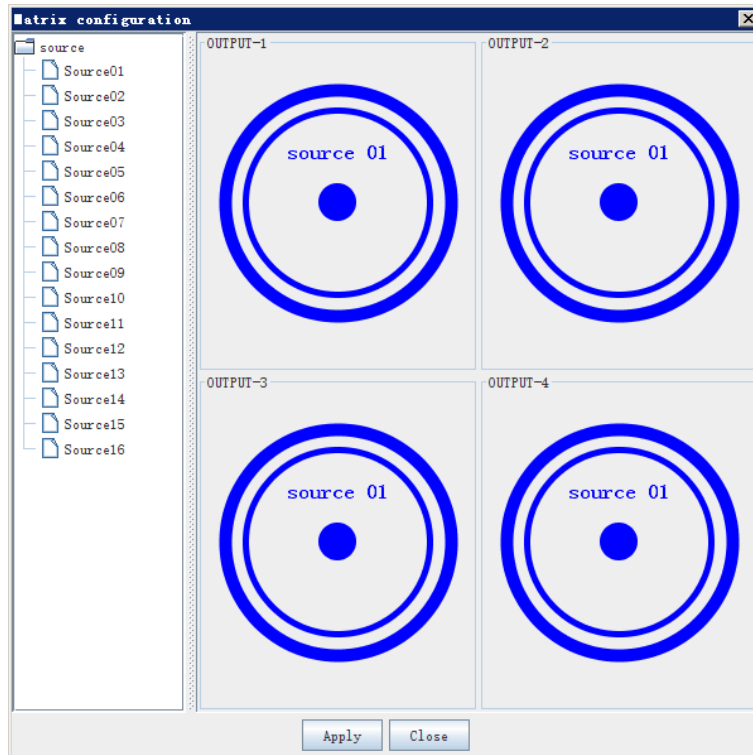 Matrix configuration
source
Source01
Source02
Source03
Source04
Source05
Source06
Source07
Source08
Source09
Source10
Source11
Source12
Source13
Source14
Source15
Source16
OUTPUT-1
source 01
OUTPUT-2
source 01
OUTPUT-3
source 01
OUTPUT-4
source 01
Apply
Close